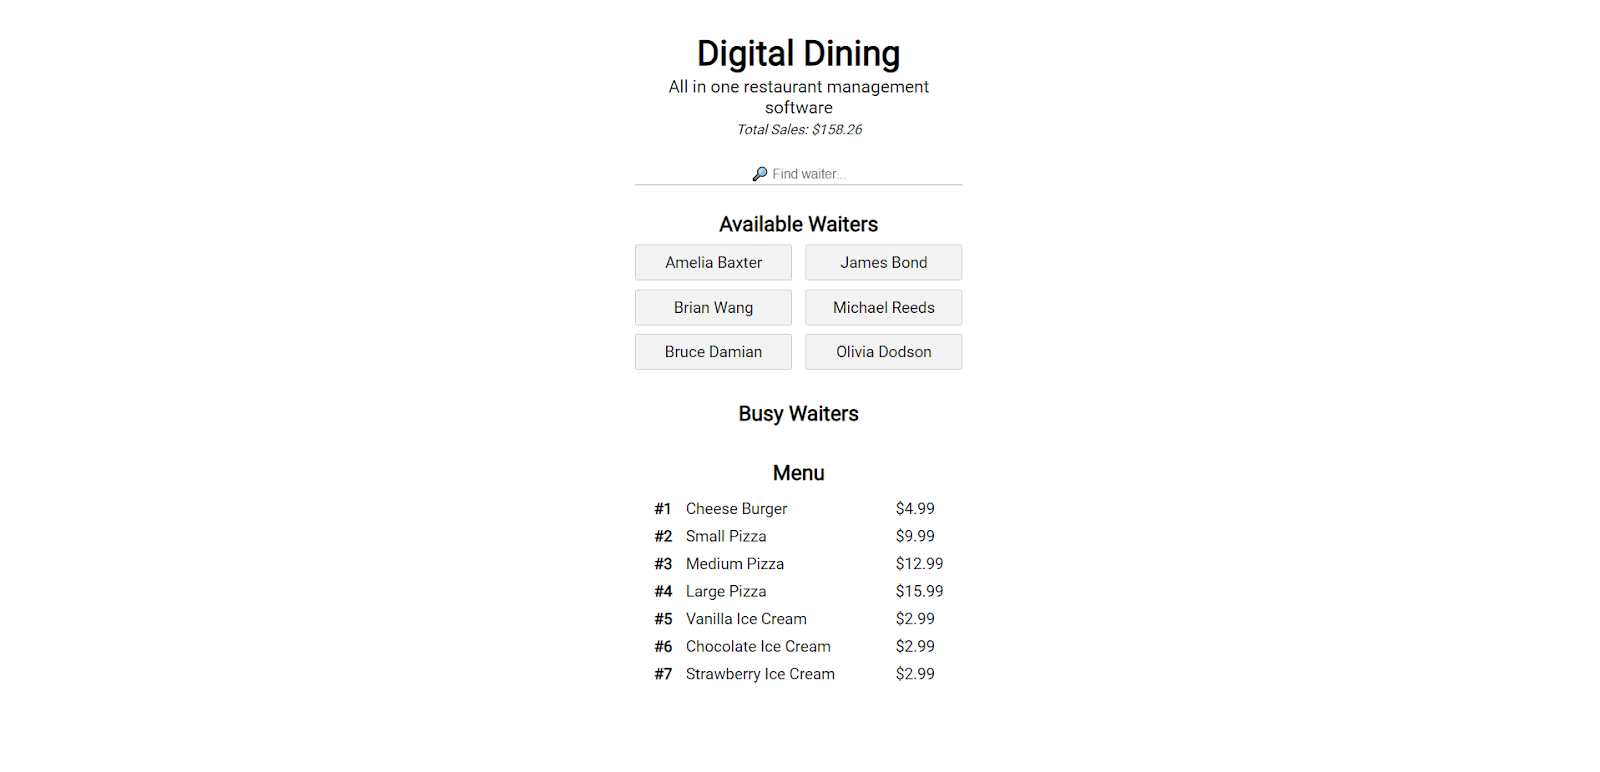 Digital Dining
All in one restaurant management
software
Total Sales: $158.26
🔎 Find waiter...
Available Waiters
Amelia Baxter James Bond
Brian Wang Michael Reeds
Bruce Damian Olivia Dodson
Busy Waiters
Menu
#1 Cheese Burger $4.99
#2 Small Pizza $9.99
#3 Medium Pizza $12.99
#4 Large Pizza $15.99
#5 Vanilla Ice Cream $2.99
#6 Chocolate Ice Cream $2.99
#7 Strawberry Ice Cream $2.99